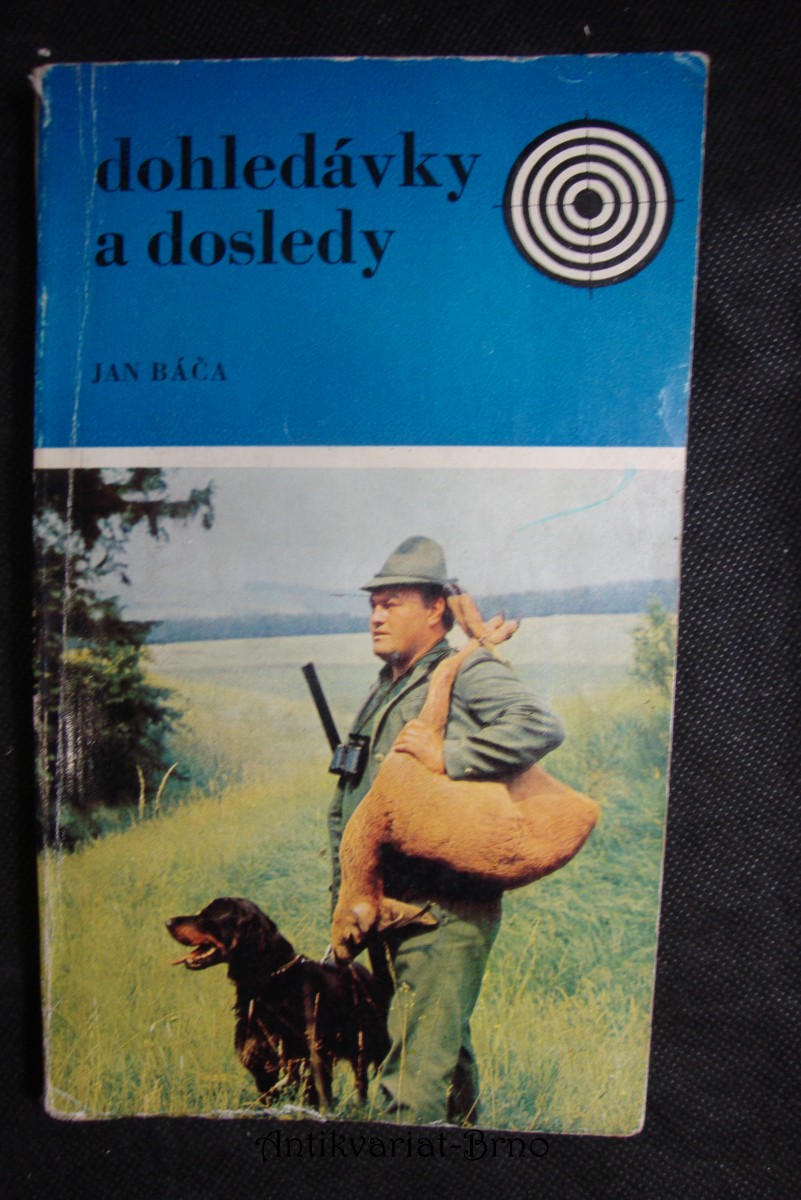 dohledávky
a dosledy
JAN BÁČA
Antikvariat-Brno